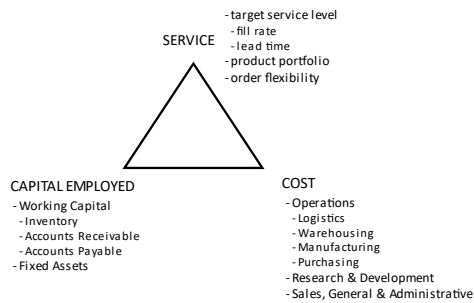 SERVICE
-target service level
-fill rate
-lead time
-product portfolio
-order flexibility
CAPITAL EMPLOYED
-Working Capital
-Inventory
-Accounts Receivable
-Accounts Payable
-Fixed Assets
COST
-Operations
-Logistics
-Warehousing
-Manufacturing
-Purchasing
-Research & Development
-Sales, General & Administrative